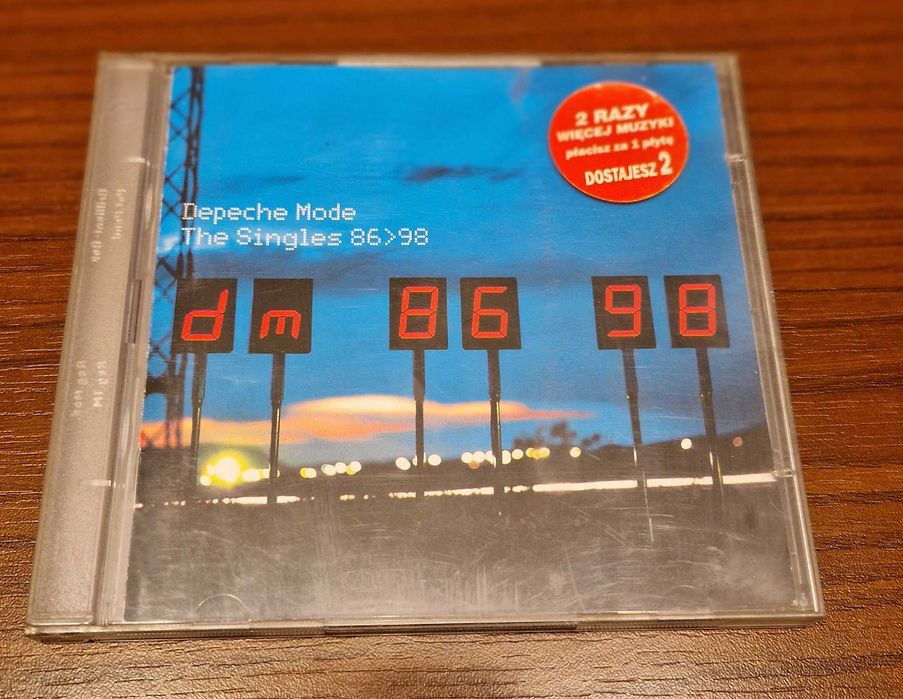 2 RAZY
WIĘCEJ MUZYKI
płacisz za 1 płytę
DOSTAJESZ 2
Depeche Mode
The Singles 86>98
dm 86 98